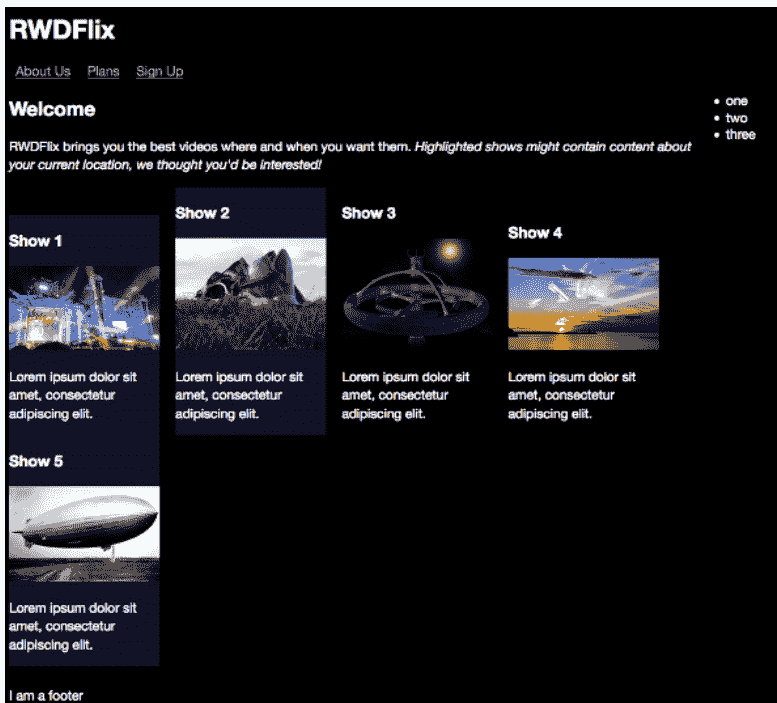 RWDFlix
About Us Plans Sign Up
Welcome
RWDFlix brings you the best videos where and when you want them. Highlighted shows might contain content about
your current location, we thought you'd be interested!
one
two
three
Show 1
Lorem ipsum dolor sit
amet, consectetur
adipiscing elit.
Show 2
Lorem ipsum dolor sit
amet, consectetur
adipiscing elit.
Show 3
Lorem ipsum dolor sit
amet, consectetur
adipiscing elit.
Show 4
Lorem ipsum dolor sit
amet, consectetur
adipiscing elit.
Show 5
Lorem ipsum dolor sit
amet, consectetur
adipiscing elit.
I am a footer